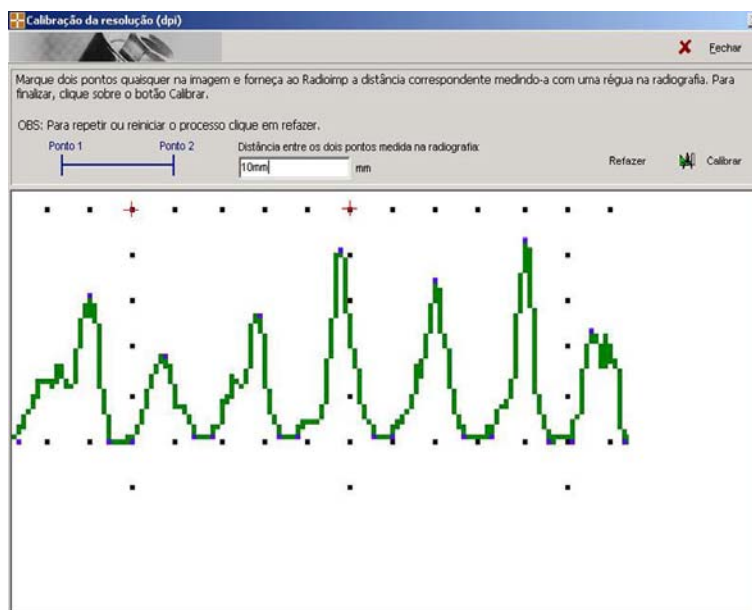 Calibração da resolução (dpi)
Fechar
Marque dois pontos quaisquer na imagem e forneça ao Radioimp a distância correspondente medindo-a com uma régua na radiografia. Para
finalizar, clique sobre o botão Calibrar.
OBS: Para repetir ou reiniciar o processo clique em refazer.
Ponto 1 Ponto 2 Distância entre os dois pontos medida na radiografia:
10mm mm Refazer Calibrar